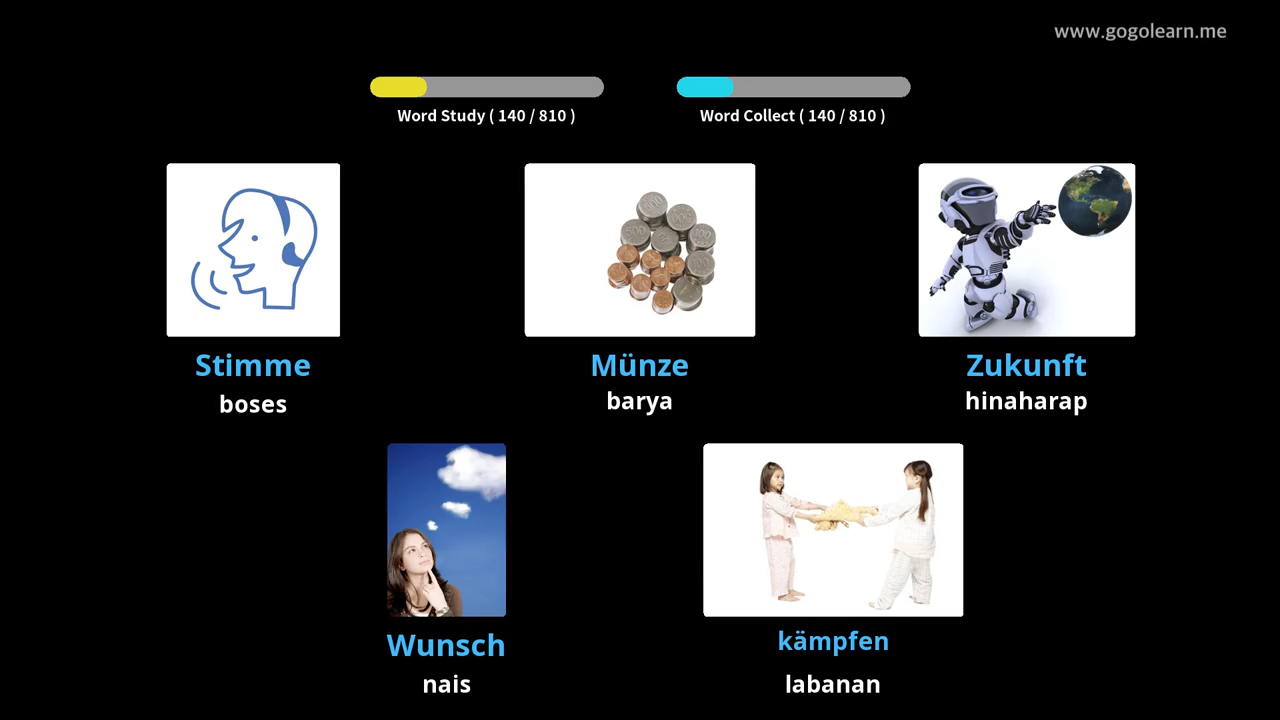 www.gogolearn.me
Word Study ( 140 / 810 )
Word Collect ( 140 / 810 )
Stimme
boses
Münze
barya
Zukunft
hinaharap
Wunsch
nais
kämpfen
labanan